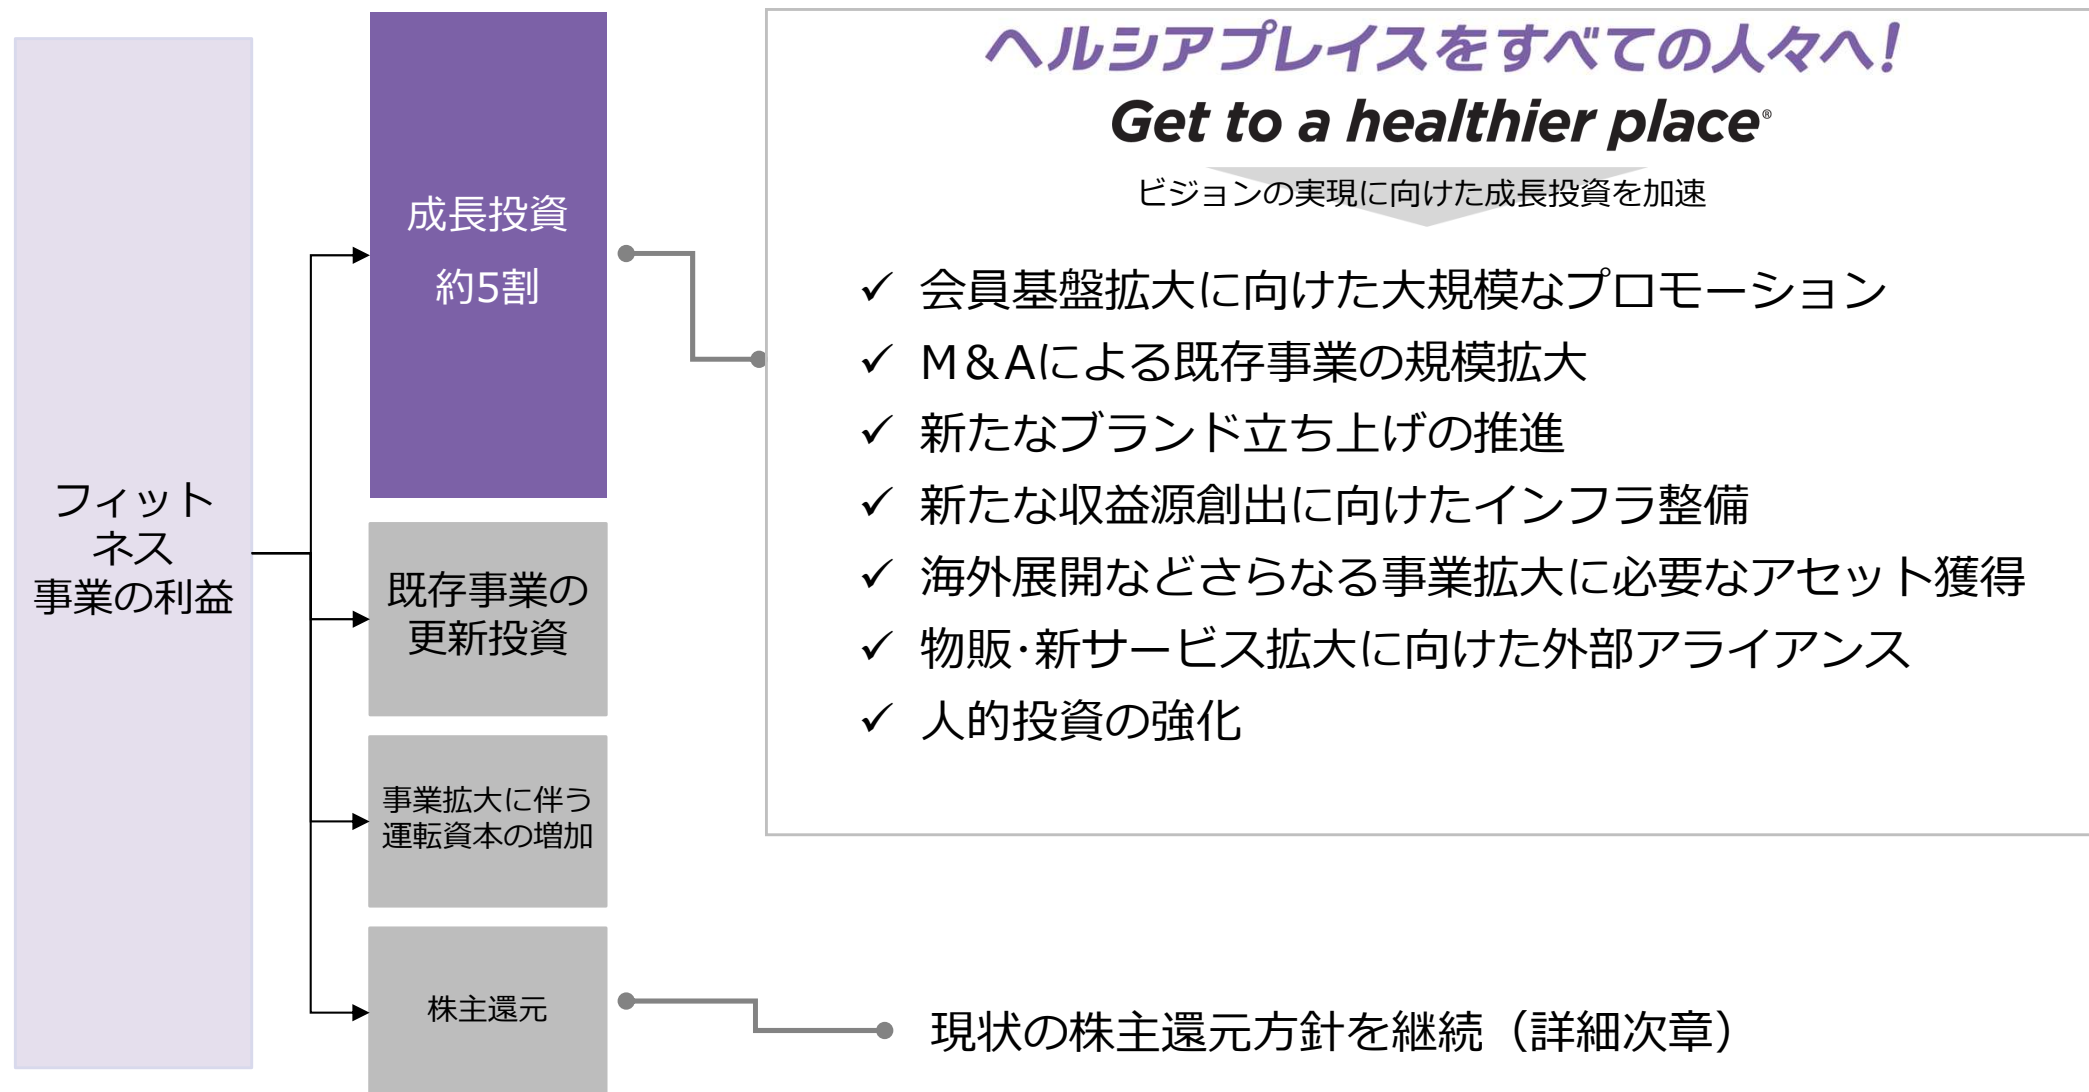 フィット
ネス
事業の利益
成長投資
約5割
既存事業の
更新投資
事業拡大に伴う
運転資本の増加
株主還元
ヘルシアプレイスをすべての人々へ!
Get to a healthier place®
ビジョンの実現に向けた成長投資を加速
✓ 会員基盤拡大に向けた大規模なプロモーション
✓ M&Aによる既存事業の規模拡大
✓ 新たなブランド立ち上げの推進
✓ 新たな収益源創出に向けたインフラ整備
✓ 海外展開などさらなる事業拡大に必要なアセット獲得
✓ 物販･新サービス拡大に向けた外部アライアンス
✓ 人的投資の強化
現状の株主還元方針を継続（詳細次章）